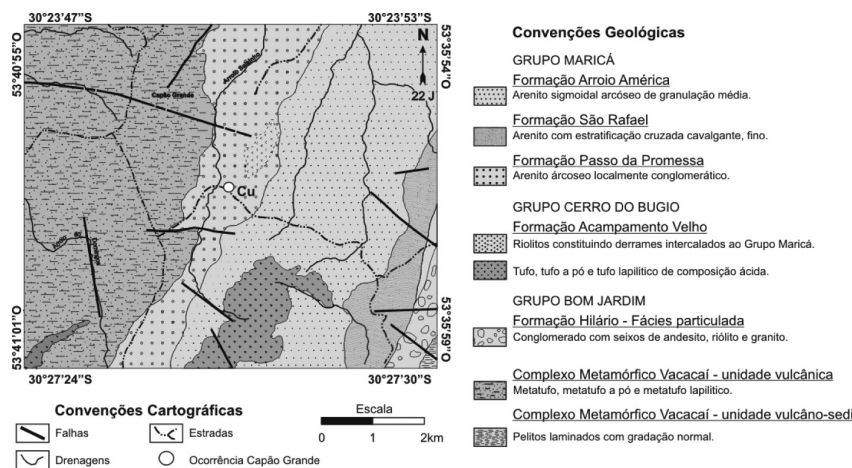 30°23'47''S
30°23'53''S
53°40'55''O
53°35'54''O
N
22 J
Arroio
Capão Grande
Cu
53°41'01''O
53°35'59''O
30°27'24''S
30°27'30''S
Convenções Cartográficas
Falhas
Estradas
Drenagens
Ocorrência Capão Grande
Escala
0 1 2km
Convenções Geológicas
GRUPO MARICÁ
Formação Arroio América
Arenito sigmoidal arcóseo de granulação média.
Formação São Rafael
Arenito com estratificação cruzada cavalgante, fino.
Formação Passo da Promessa
Arenito árcoseo localmente conglomerático.
GRUPO CERRO DO BUGIO
Formação Acampamento Velho
Riolitos constituindo derrames intercalados ao Grupo Maricá.
Tufo, tufo a pó e tufo lapilitico de composição ácida.
GRUPO BOM JARDIM
Formação Hilário - Fácies particulada
Conglomerado com seixos de andesito, riólito e granito.
Complexo Metamórfico Vacacaí - unidade vulcânica
Metatufo, metatufo a pó e metatufo lapilitico.
Complexo Metamórfico Vacacaí - unidade vulcâno-sedi
Pelitos laminados com gradação normal.